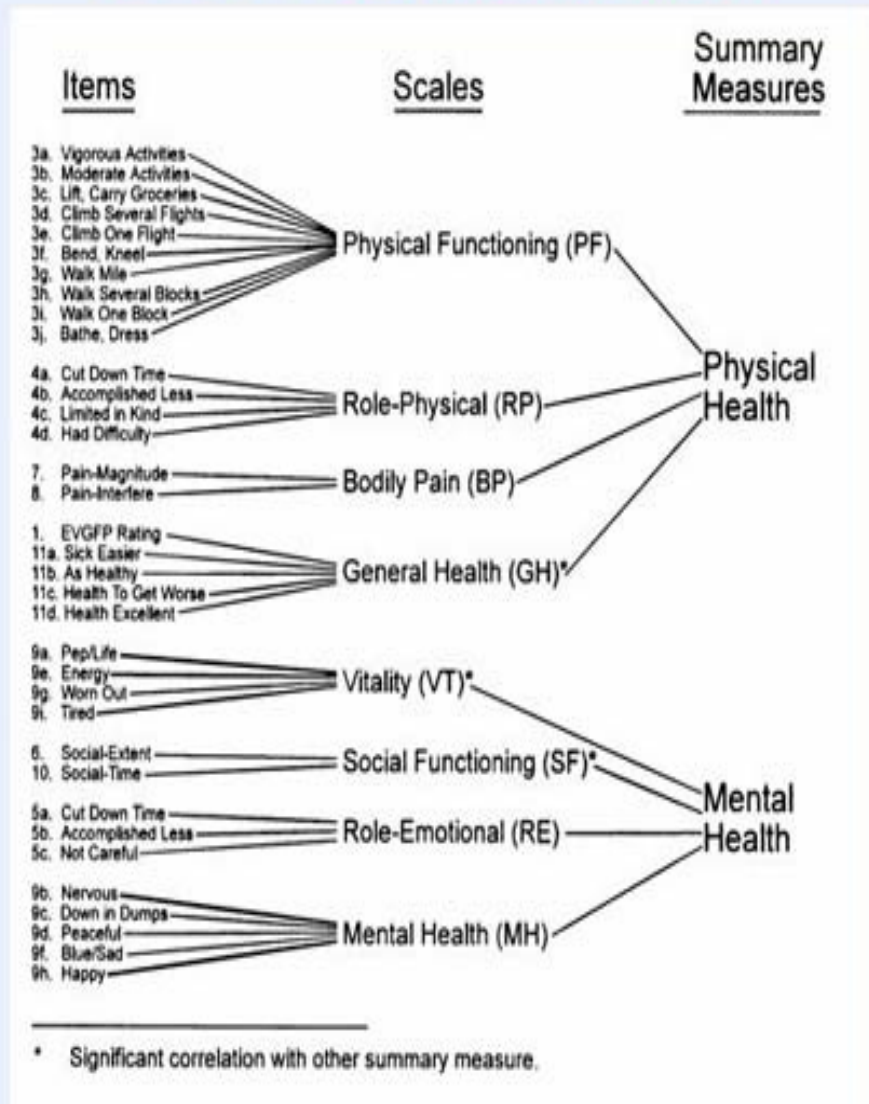 Items
Scales
Summary
Measures
3a. Vigorous Activities
3b. Moderate Activities
3c. Lift, Carry Groceries
3d. Climb Several Flights
3e. Climb One Flight
3f. Bend, Kneel
3g. Walk Mile
3h. Walk Several Blocks
3i. Walk One Block
3j. Bathe, Dress
Physical Functioning (PF)
4a. Cut Down Time
4b. Accomplished Less
4c. Limited in Kind
4d. Had Difficulty
Role-Physical (RP)
7. Pain-Magnitude
8. Pain-Interfere
Bodily Pain (BP)
1. EVGFP Rating
11a. Sick Easier
11b. As Healthy
11c. Health To Get Worse
11d. Health Excellent
General Health (GH)*
Physical
Health
9a. Pep/Life
9e. Energy
9g. Worn Out
9i. Tired
Vitality (VT)*
6. Social-Extent
10. Social-Time
Social Functioning (SF)*
5a. Cut Down Time
5b. Accomplished Less
5c. Not Careful
Role-Emotional (RE)
9b. Nervous
9c. Down in Dumps
9d. Peaceful
9f. Blue/Sad
9h. Happy
Mental Health (MH)
Mental
Health
* Significant correlation with other summary measure.